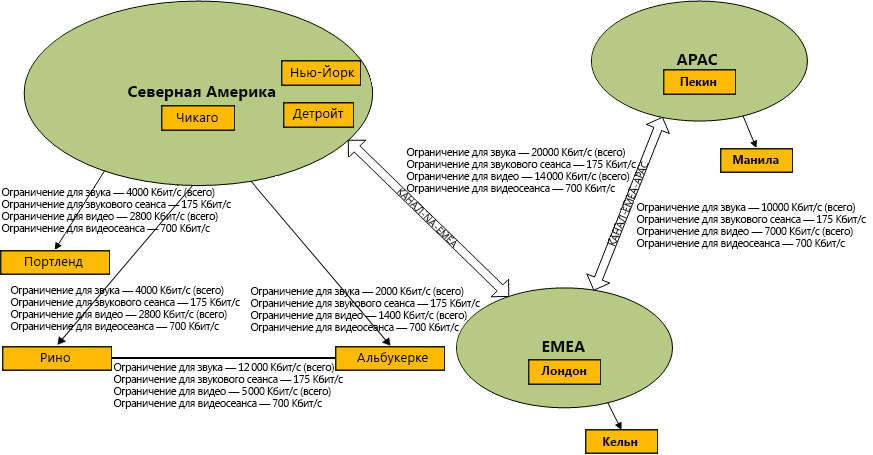 Северная Америка
Нью-Йорк
Чикаго
Детройт
APAC
Пекин
Манила
Ограничение для звука — 20000 Кбит/с (всего)
Ограничение для звукового сеанса — 175 Кбит/с
Ограничение для видео — 14000 Кбит/с (всего)
Ограничение для видеосеанса — 700 Кбит/с
КАНАЛ-NA-EMEA
КАНАЛ-EMEA-APAC
Ограничение для звука — 10000 Кбит/с (всего)
Ограничение для звукового сеанса — 175 Кбит/с
Ограничение для видео — 7000 Кбит/с (всего)
Ограничение для видеосеанса — 700 Кбит/с
Ограничение для звука — 4000 Кбит/с (всего)
Ограничение для звукового сеанса — 175 Кбит/с
Ограничение для видео — 2800 Кбит/с (всего)
Ограничение для видеосеанса — 700 Кбит/с
Портленд
Ограничение для звука — 4000 Кбит/с (всего)
Ограничение для звукового сеанса — 175 Кбит/с
Ограничение для видео — 2800 Кбит/с (всего)
Ограничение для видеосеанса — 700 Кбит/с
Ограничение для звука — 2000 Кбит/с (всего)
Ограничение для звукового сеанса — 175 Кбит/с
Ограничение для видео — 1400 Кбит/с (всего)
Ограничение для видеосеанса — 700 Кбит/с
Рино
Альбукерке
Ограничение для звука — 12 000 Кбит/с (всего)
Ограничение для звукового сеанса — 175 Кбит/с
Ограничение для видео — 5000 Кбит/с (всего)
Ограничение для видеосеанса — 700 Кбит/с
EMEA
Лондон
Кельн